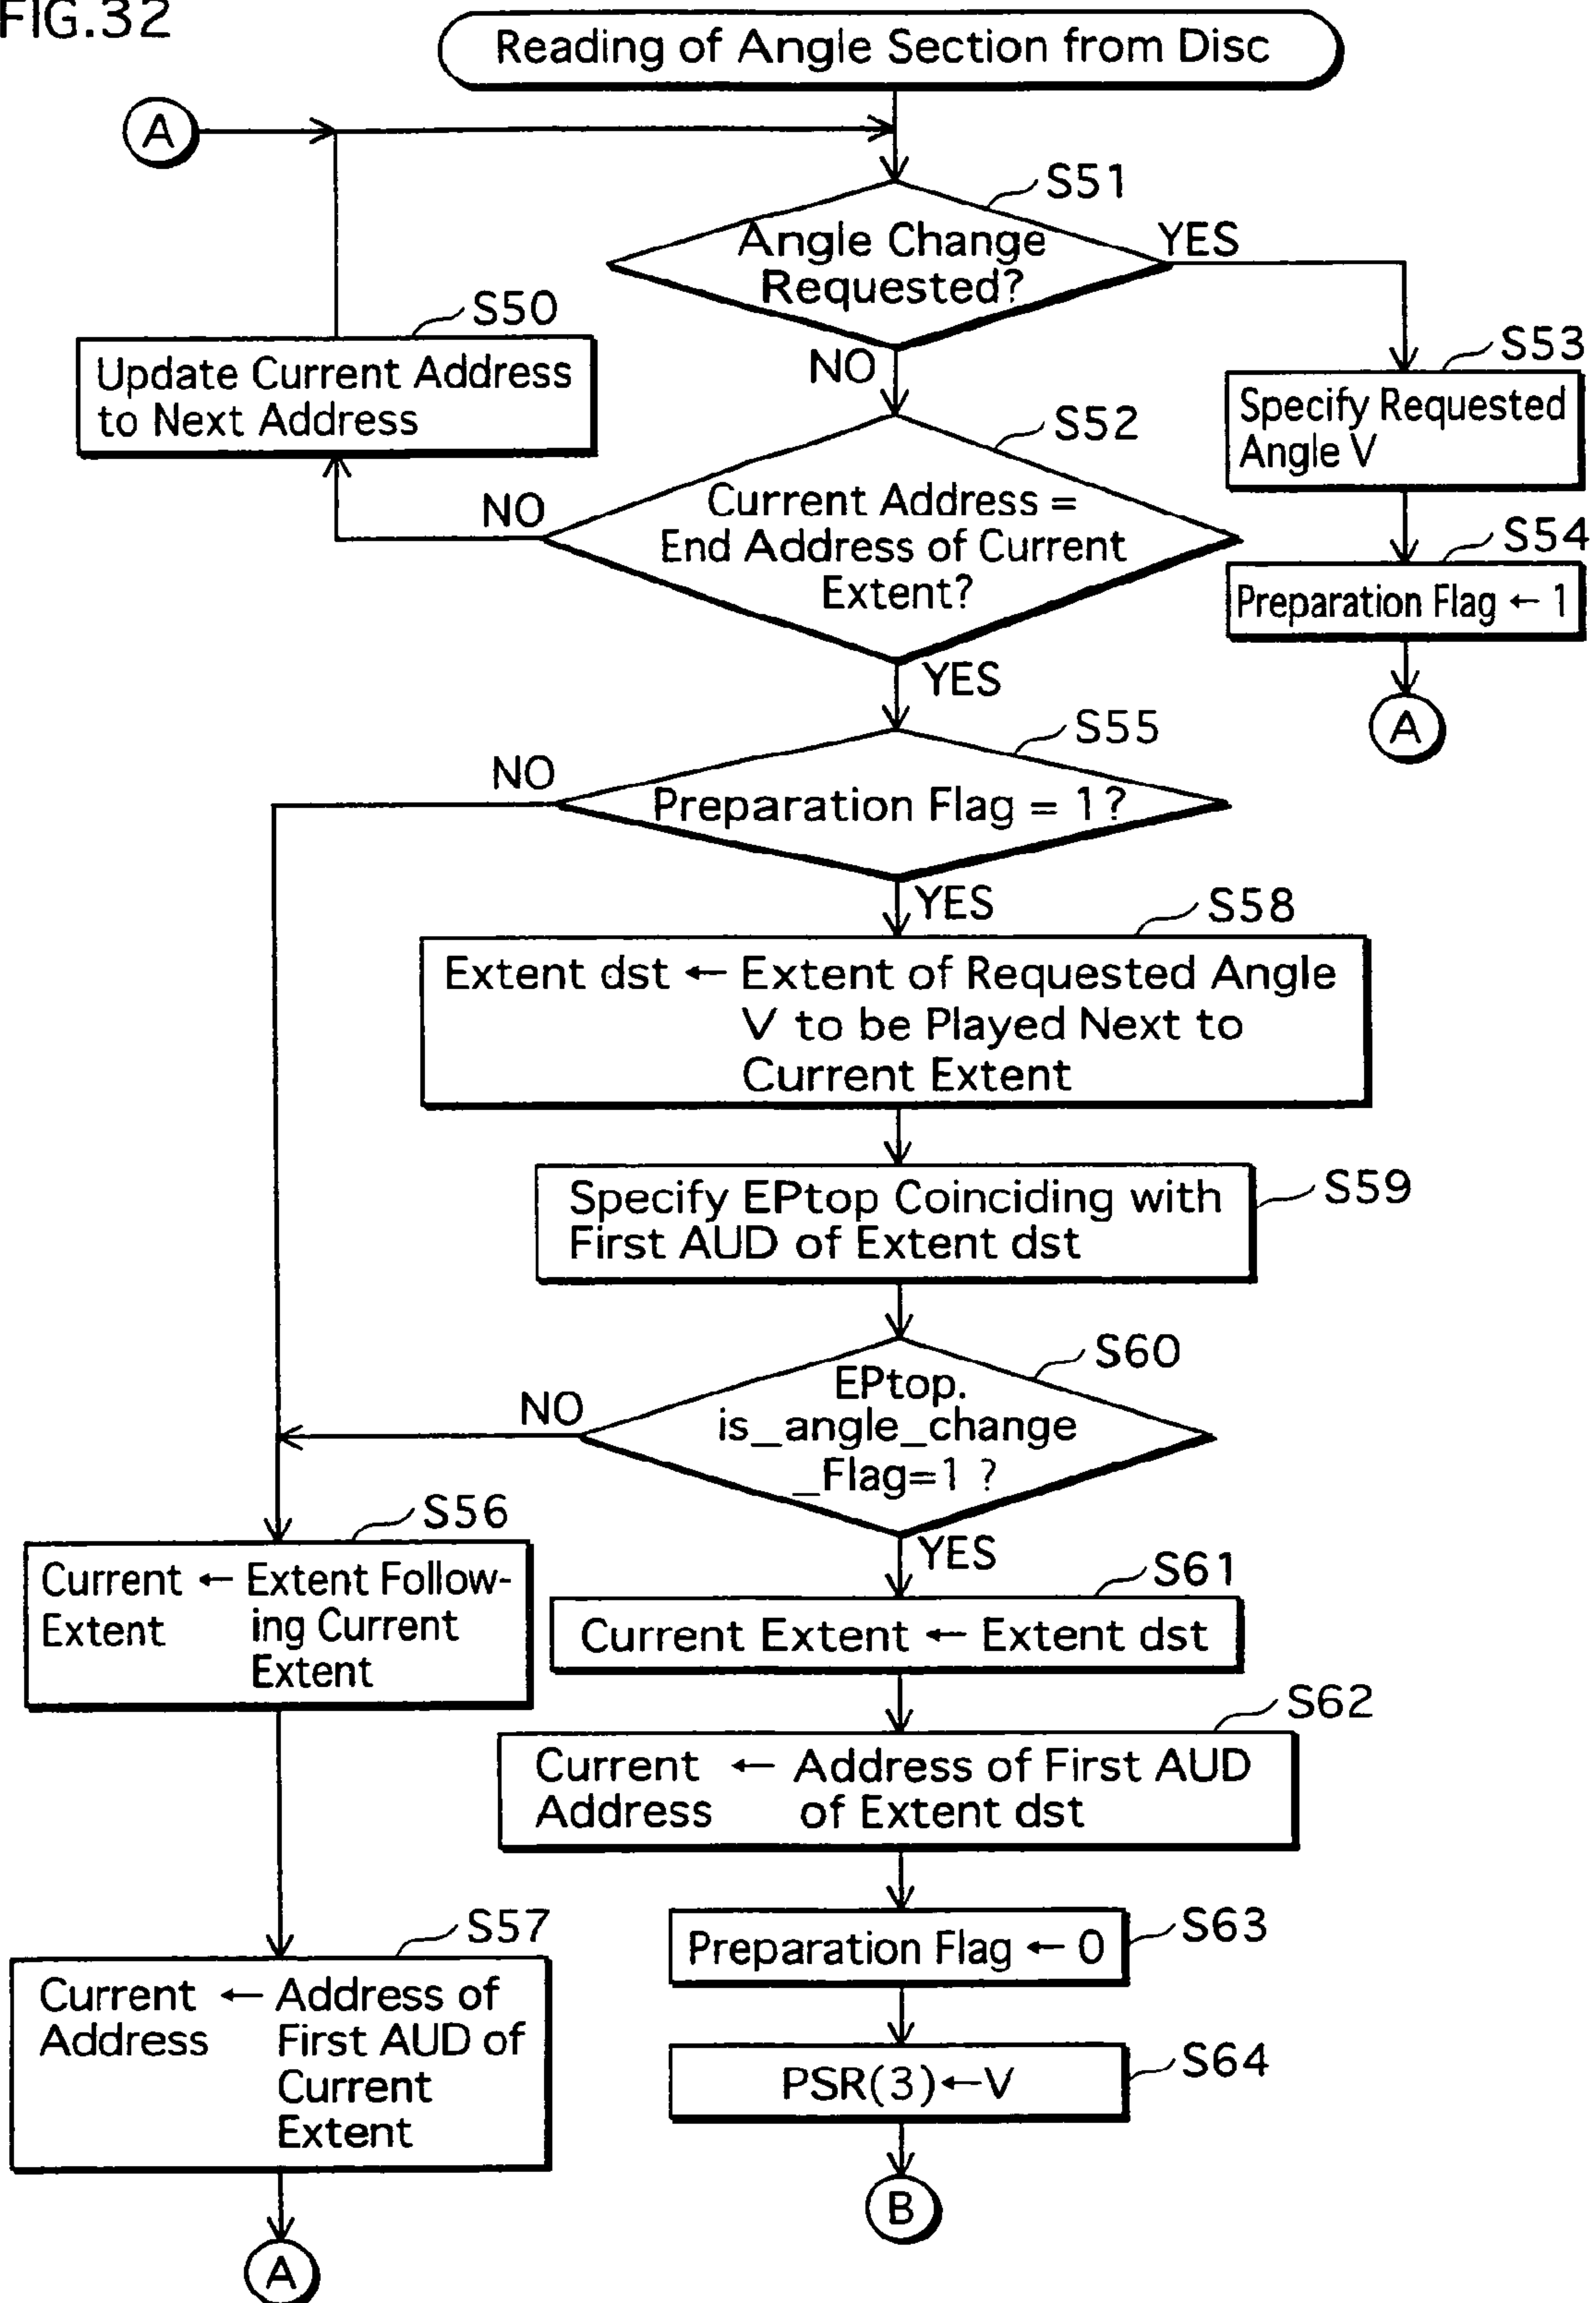 FIG.32
Reading of Angle Section from Disc
A
S51
Angle Change
Requested?
YES
NO
S50
Update Current Address
to Next Address
S53
Specify Requested
Angle V
S52
Current Address =
End Address of Current
Extent?
NO
YES
S54
Preparation Flag ← 1
A
S55
Preparation Flag = 1?
NO
YES
S58
Extent dst ← Extent of Requested Angle
V to be Played Next to
Current Extent
S59
Specify EPtop Coinciding with
First AUD of Extent dst
S60
EPtop.
is_angle_change
_Flag=1 ?
NO
YES
S56
Current ← Extent Follow-
Extent ing Current
Extent
S61
Current Extent ← Extent dst
S62
Current ← Address of First AUD
Address of Extent dst
S57
Current ← Address of
Address First AUD of
Current
Extent
A
S63
Preparation Flag ← 0
S64
PSR(3)←V
B